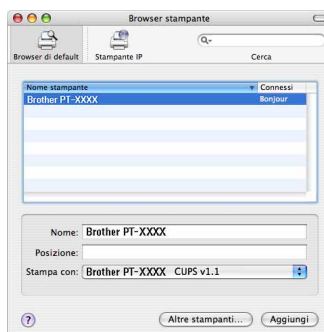 Browser stampante
Browser di default Stampante IP Cerca
Nome stampante Connessi
Brother PT-XXXX Bonjour
Nome: Brother PT-XXXX
Posizione:
Stampa con: Brother PT-XXXX CUPS v1.1
? Altre stampanti... Aggiungi